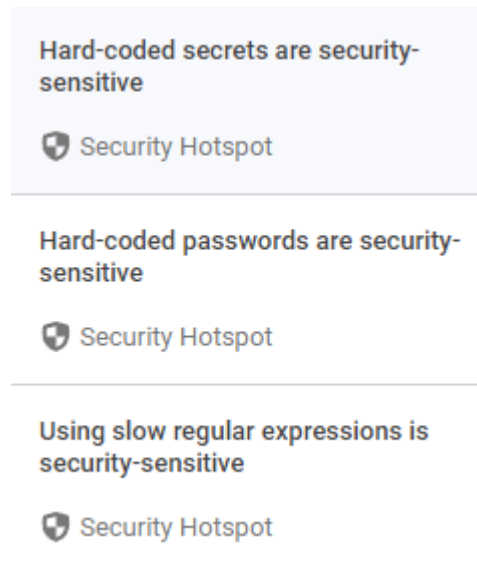 Hard-coded secrets are security-
sensitive
Security Hotspot
Hard-coded passwords are security-
sensitive
Security Hotspot
Using slow regular expressions is
security-sensitive
Security Hotspot